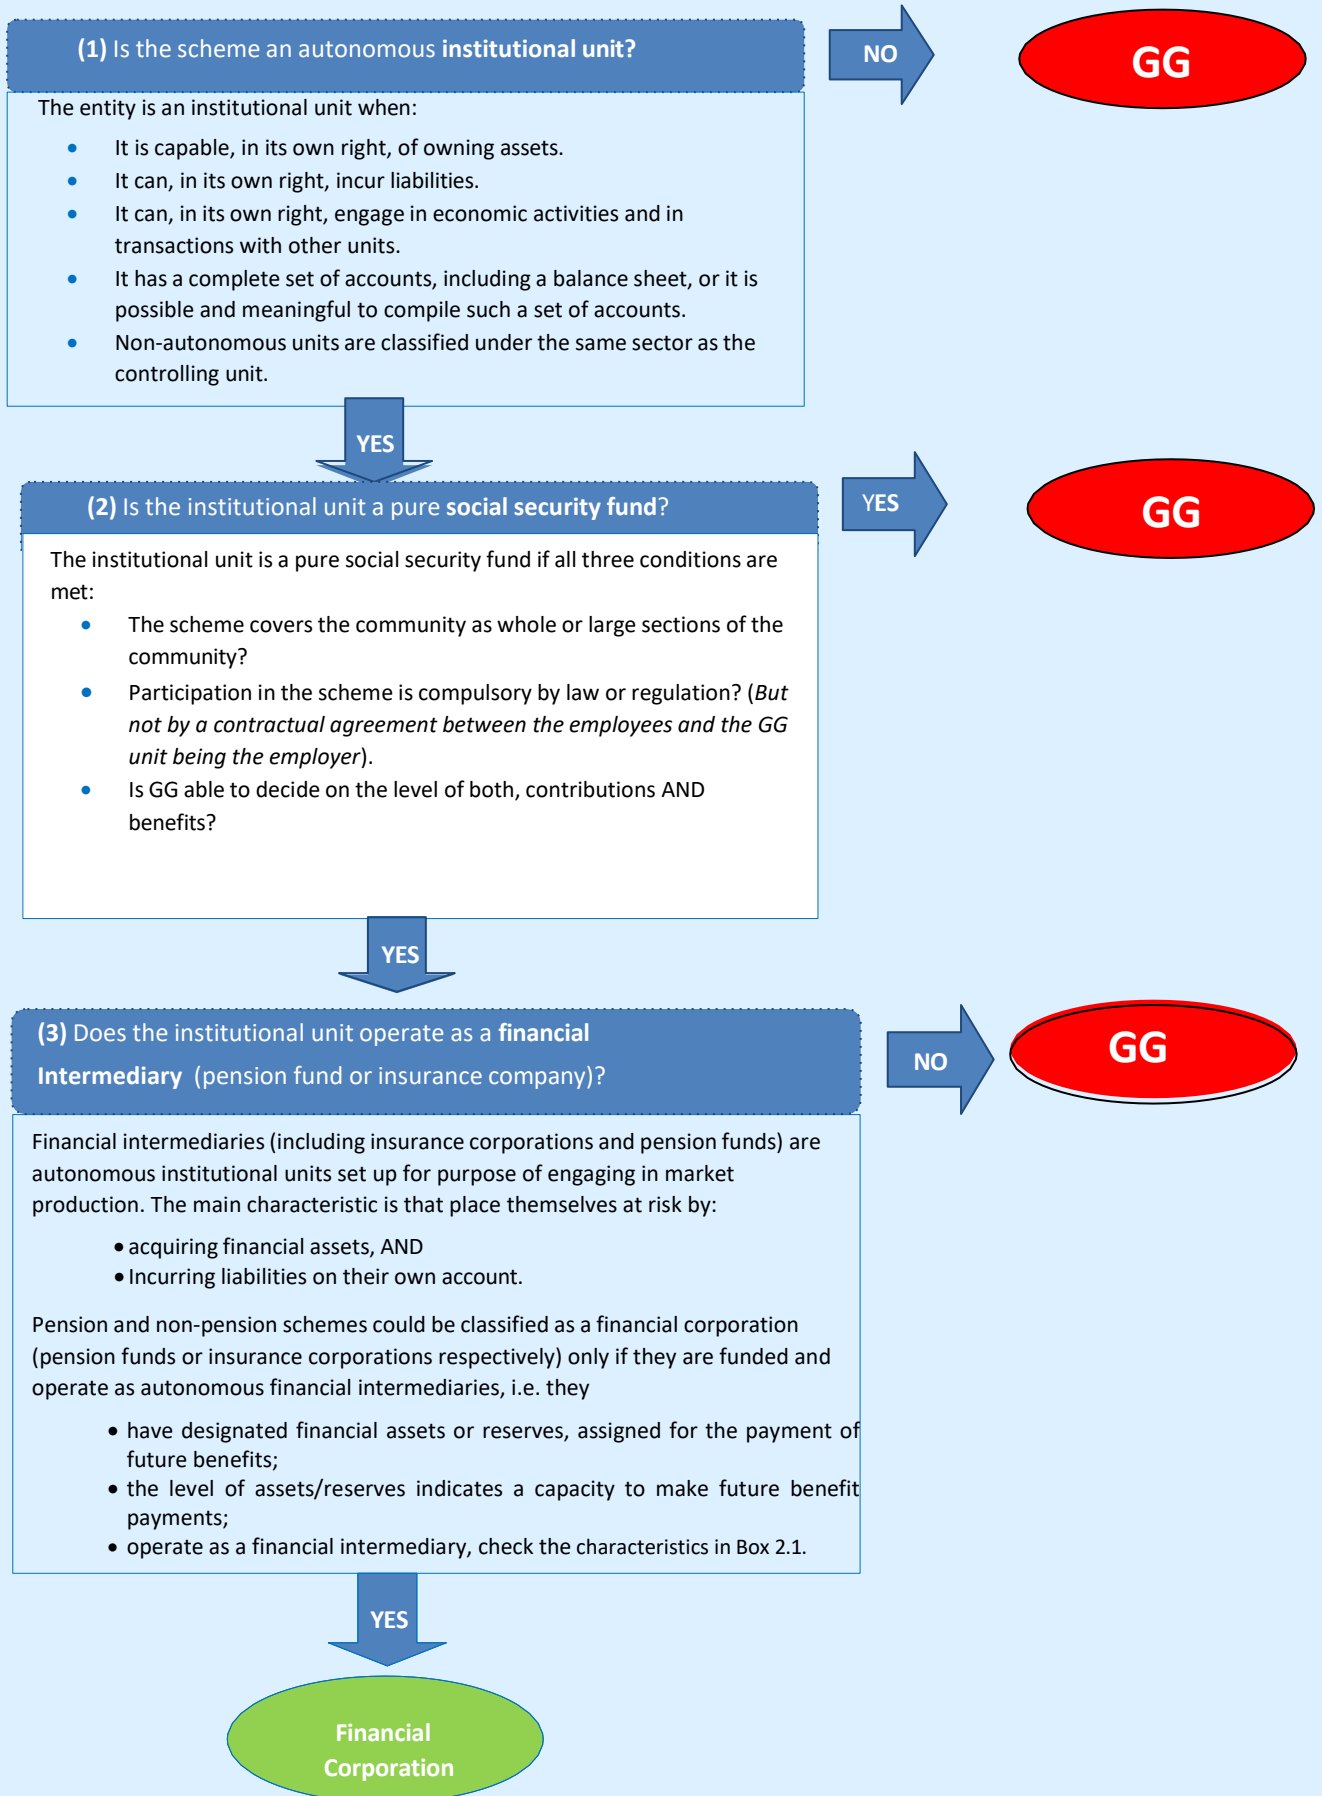 (1) Is the scheme an autonomous institutional unit?
NO
GG
The entity is an institutional unit when:
• It is capable, in its own right, of owning assets.
• It can, in its own right, incur liabilities.
• It can, in its own right, engage in economic activities and in
transactions with other units.
• It has a complete set of accounts, including a balance sheet, or it is
possible and meaningful to compile such a set of accounts.
• Non-autonomous units are classified under the same sector as the
controlling unit.
YES
(2) Is the institutional unit a pure social security fund?
YES
GG
The institutional unit is a pure social security fund if all three conditions are
met:
• The scheme covers the community as whole or large sections of the
community?
• Participation in the scheme is compulsory by law or regulation? (But
not by a contractual agreement between the employees and the GG
unit being the employer).
• Is GG able to decide on the level of both, contributions AND
benefits?
YES
(3) Does the institutional unit operate as a financial
Intermediary (pension fund or insurance company)?
NO
GG
Financial intermediaries (including insurance corporations and pension funds) are
autonomous institutional units set up for purpose of engaging in market
production. The main characteristic is that place themselves at risk by:
• acquiring financial assets, AND
• Incurring liabilities on their own account.
Pension and non-pension schemes could be classified as a financial corporation
(pension funds or insurance corporations respectively) only if they are funded and
operate as autonomous financial intermediaries, i.e. they
• have designated financial assets or reserves, assigned for the payment of
future benefits;
• the level of assets/reserves indicates a capacity to make future benefit
payments;
• operate as a financial intermediary, check the characteristics in Box 2.1.
YES
Financial
Corporation